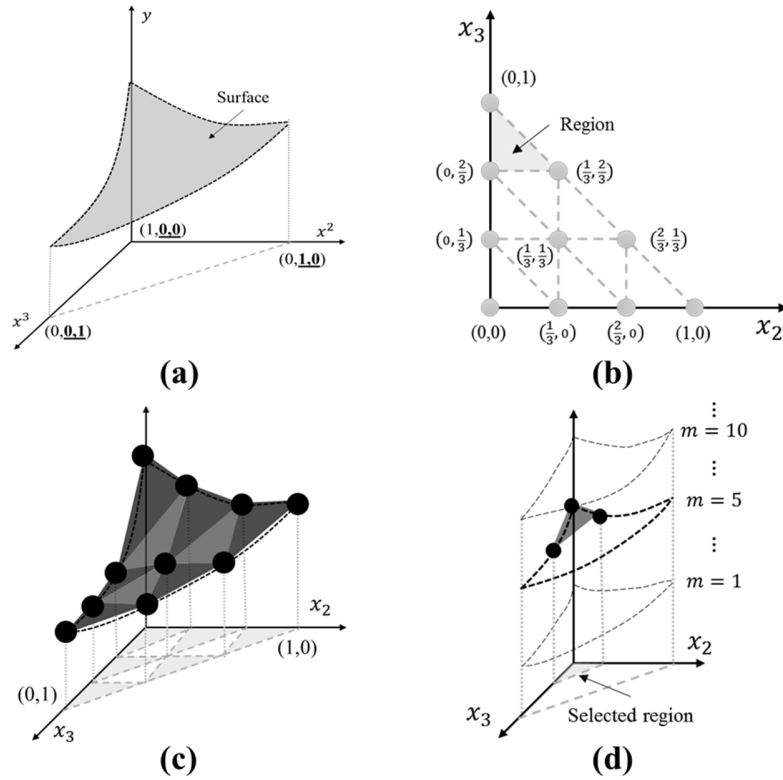 y
Surface
(1,0,0)
x²
(0,1,0)
x³
(0,0,1)
(a)
x₃
(0,1)
Region
(0,2/3)
(1/3,2/3)
(0,1/3)
(1/3,1/3)
(2/3,1/3)
(0,0)
(1/3,0)
(2/3,0)
(1,0)
x₂
(b)
x₂
(1,0)
(0,1)
x₃
(c)
⋮
m = 10
⋮
m = 5
⋮
m = 1
x₂
x₃
Selected region
(d)